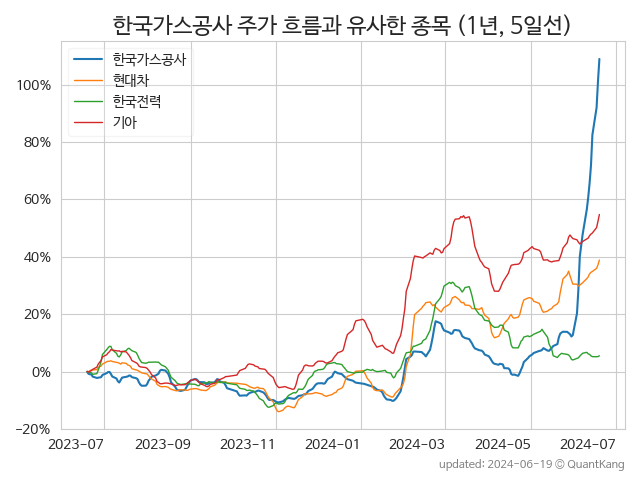 한국가스공사 주가 흐름과 유사한 종목 (1년, 5일선)
한국가스공사
현대차
한국전력
기아
100%
80%
60%
40%
20%
0%
−20%
2023-07 2023-09 2023-11 2024-01 2024-03 2024-05 2024-07
updated: 2024-06-19 © QuantKang